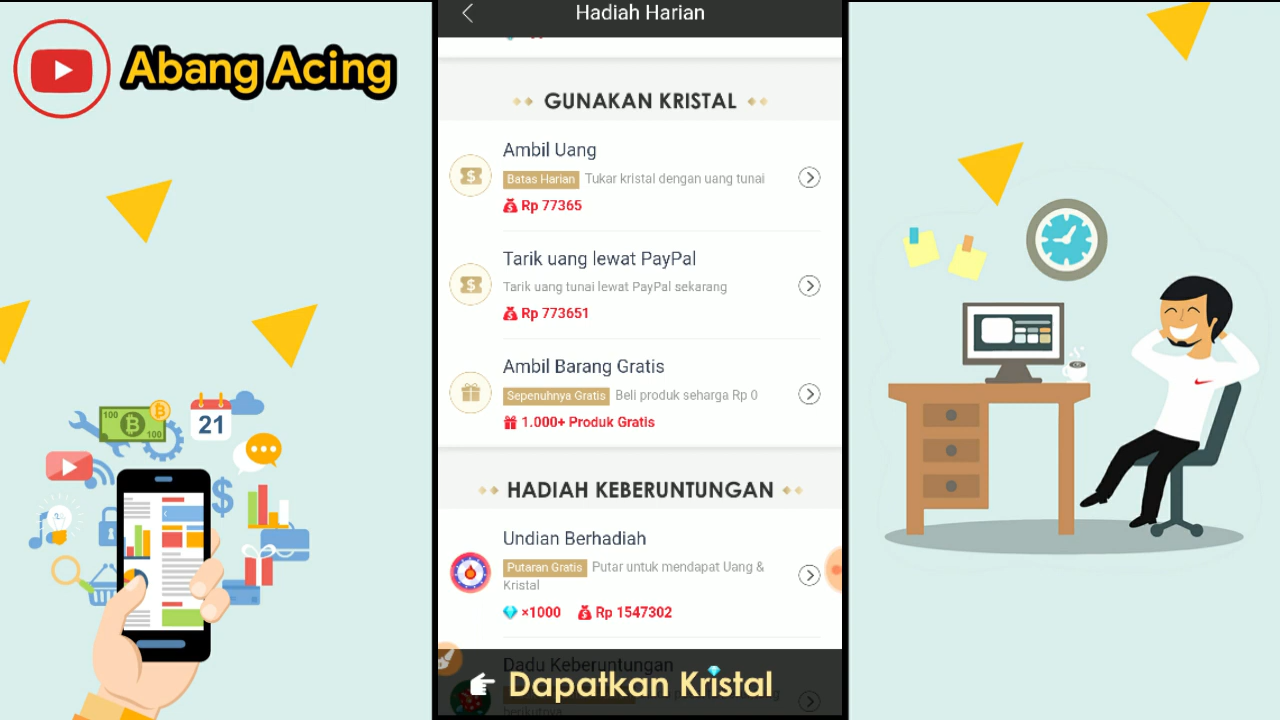 Abang Acing
Hadiah Harian
GUNAKAN KRISTAL
Ambil Uang
Batas Harian Tukar kristal dengan uang tunai
Rp 77365
Tarik uang lewat PayPal
Tarik uang tunai lewat PayPal sekarang
Rp 773651
Ambil Barang Gratis
Sepenuhnya Gratis Beli produk seharga Rp 0
1.000+ Produk Gratis
HADIAH KEBERUNTUNGAN
Undian Berhadiah
Putaran Gratis Putar untuk mendapat Uang &
Kristal
×1000 Rp 1547302
Dadu Keberuntungan
Dapatkan Kristal
berikutnya
100
100
21
$